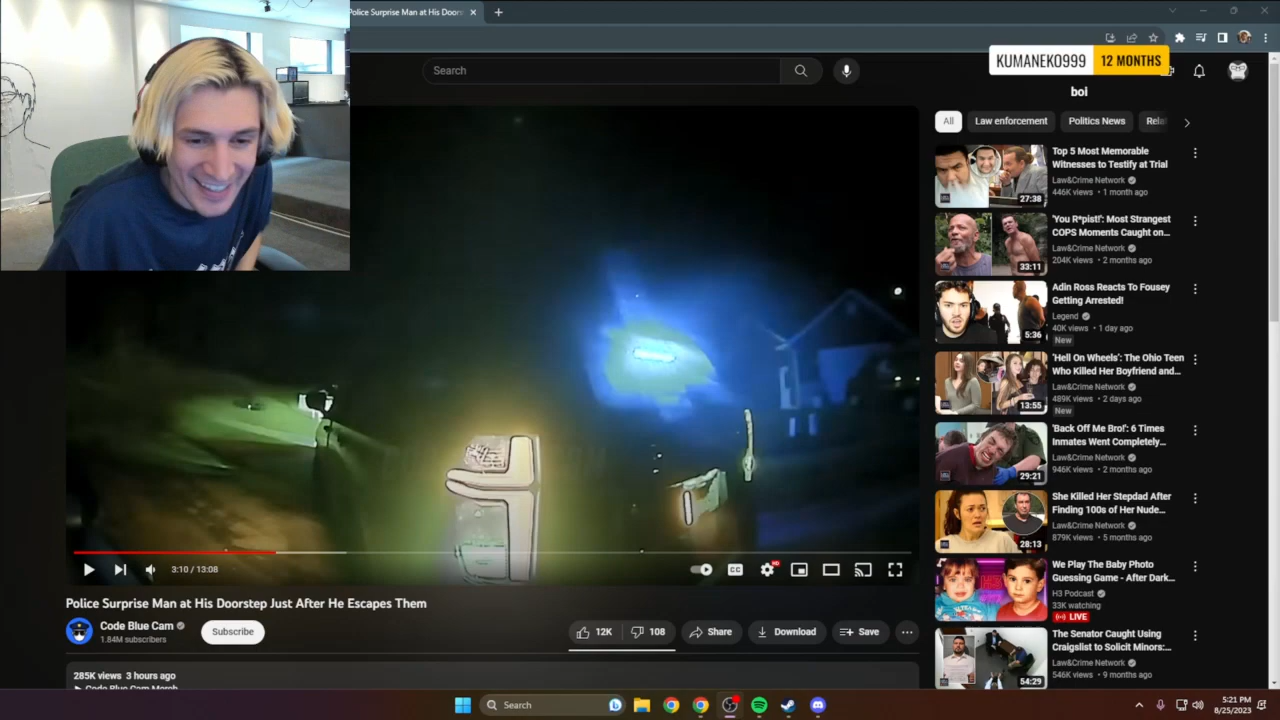 Police Surprise Man at His Doors
KUMANEKO999
12 MONTHS
boi
Search
All
Law enforcement
Politics News
Rela
Top 5 Most Memorable
Witnesses to Testify at Trial
Law&Crime Network
446K views • 1 month ago
27:38
'You R*pist!': Most Strangest
COPS Moments Caught on...
Law&Crime Network
204K views • 2 months ago
33:11
Adin Ross Reacts To Fousey
Getting Arrested!
Legend
40K views • 1 day ago
New
5:36
'Hell On Wheels': The Ohio Teen
Who Killed Her Boyfriend and...
Law&Crime Network
489K views • 2 days ago
New
13:55
'Back Off Me Bro!': 6 Times
Inmates Went Completely...
Law&Crime Network
946K views • 2 months ago
29:21
She Killed Her Stepdad After
Finding 100s of Her Nude...
Law&Crime Network
879K views • 5 months ago
28:13
We Play The Baby Photo
Guessing Game - After Dark...
H3 Podcast
33K watching
LIVE
The Senator Caught Using
Craigslist to Solicit Minors:...
Law&Crime Network
546K views • 9 months ago
54:29
3:10 / 13:08
CC
HD
Police Surprise Man at His Doorstep Just After He Escapes Them
Code Blue Cam
1.84M subscribers
Subscribe
12K
108
Share
Download
Save
285K views 3 hours ago
Code Blue Cam Merch
Search
5:21 PM
8/25/2023